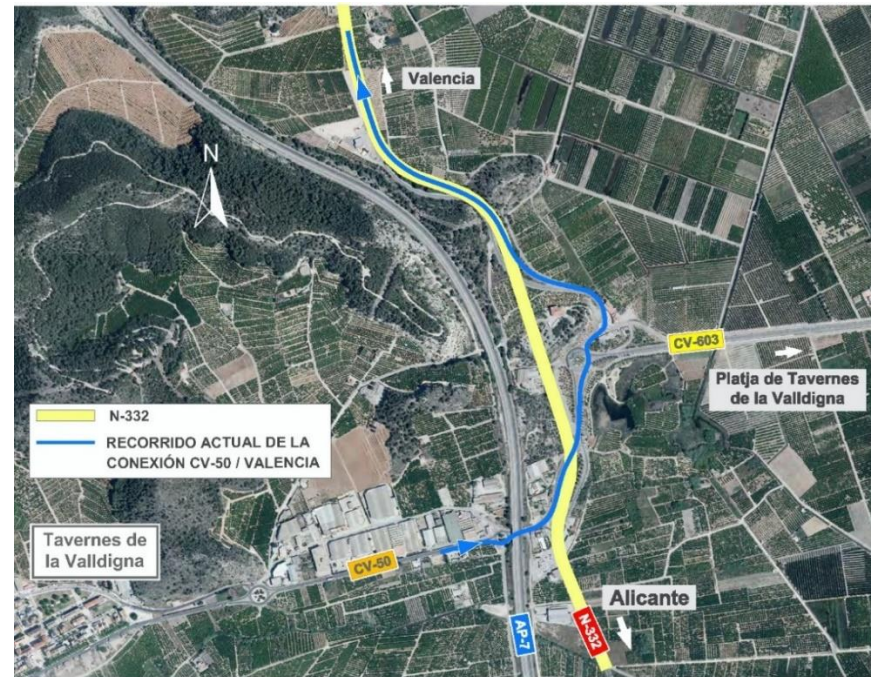 Valencia
N
CV-603
Platja de Tavernes
de la Valldigna
N-332
RECORRIDO ACTUAL DE LA
CONEXIÓN CV-50 / VALENCIA
Tavernes de
la Valldigna
CV-50
Alicante
AP-7
N-332